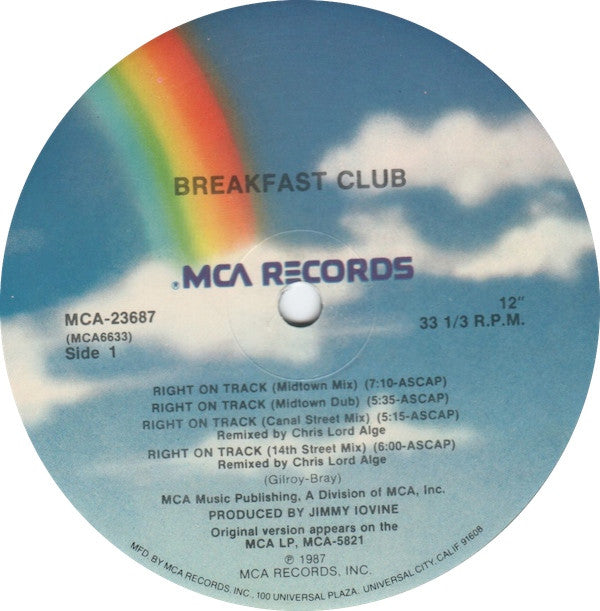 BREAKFAST CLUB
®MCA RECORDS
MCA-23687
(MCA6633)
Side 1
12"
33 1/3 R.P.M.
RIGHT ON TRACK (Midtown Mix) (7:10-ASCAP)
RIGHT ON TRACK (Midtown Dub) (5:35-ASCAP)
RIGHT ON TRACK (Canal Street Mix) (5:15-ASCAP)
Remixed by Chris Lord Alge
RIGHT ON TRACK (14th Street Mix) (6:00-ASCAP)
Remixed by Chris Lord Alge
(Gilroy-Bray)
MCA Music Publishing, A Division of MCA, Inc.
PRODUCED BY JIMMY IOVINE
Original version appears on the
MCA LP, MCA-5821
℗ 1987
MCA RECORDS, INC.
MFD. BY MCA RECORDS, INC., 100 UNIVERSAL PLAZA, UNIVERSAL CITY, CALIF. 91608